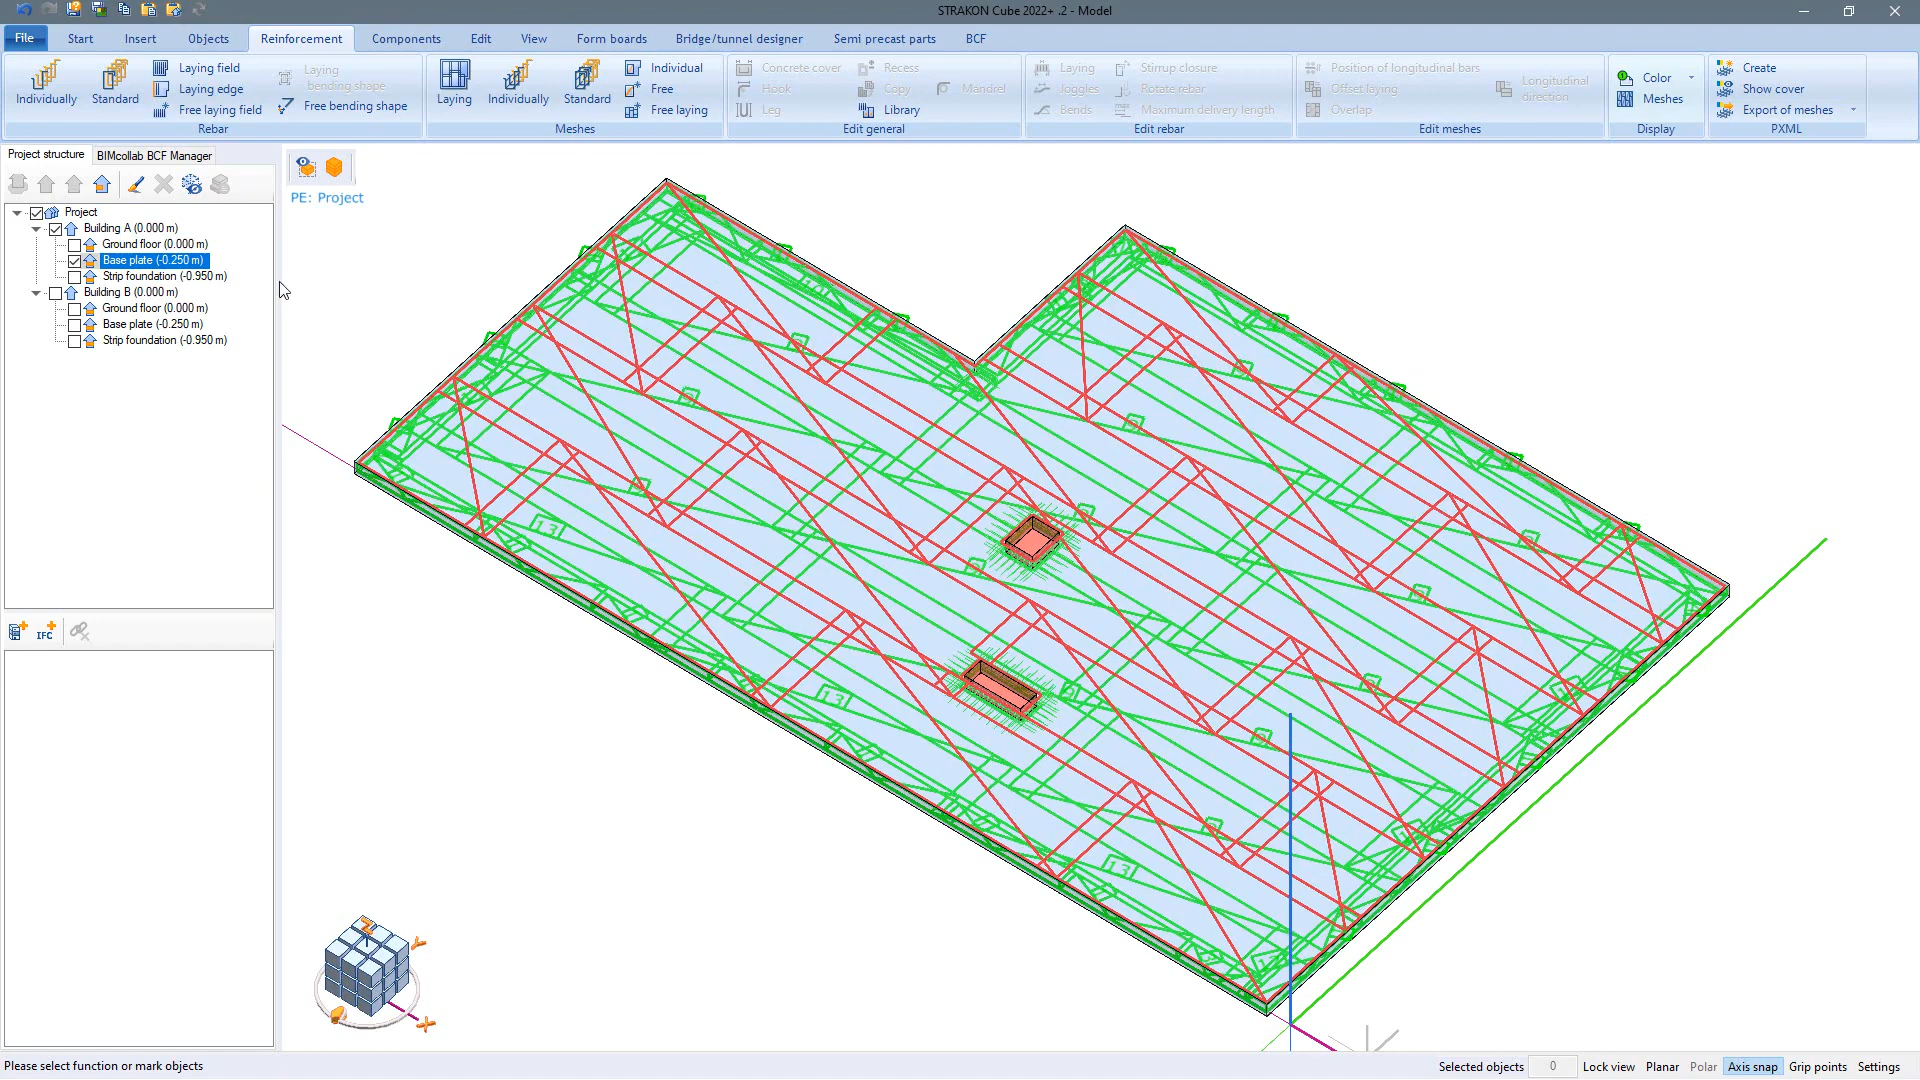 STRAKON Cube 2022+ .2 - Model
File Start Insert Objects Reinforcement Components Edit View Form boards Bridge/tunnel designer Semi precast parts BCF
Individually
Standard
Laying field
Laying edge
Free laying field
Laying
bending shape
Free bending shape
Rebar
Laying
Individually
Standard
Individual
Free
Free laying
Meshes
Concrete cover
Hook
Leg
Recess
Copy
Library
Mandrel
Edit general
Laying
Joggles
Bends
Stirrup closure
Rotate rebar
Maximum delivery length
Edit rebar
Position of longitudinal bars
Offset laying
Overlap
Longitudinal
direction
Edit meshes
Color
Meshes
Display
Create
Show cover
Export of meshes
PXML
Project structure BIMcollab BCF Manager
Project
Building A (0.000 m)
Ground floor (0.000 m)
Base plate (-0.250 m)
Strip foundation (-0.950 m)
Building B (0.000 m)
Ground floor (0.000 m)
Base plate (-0.250 m)
Strip foundation (-0.950 m)
IFC
PE: Project
13
13
13
Z
Y
X
Please select function or mark objects
Selected objects 0 Lock view Planar Polar Axis snap Grip points Settings